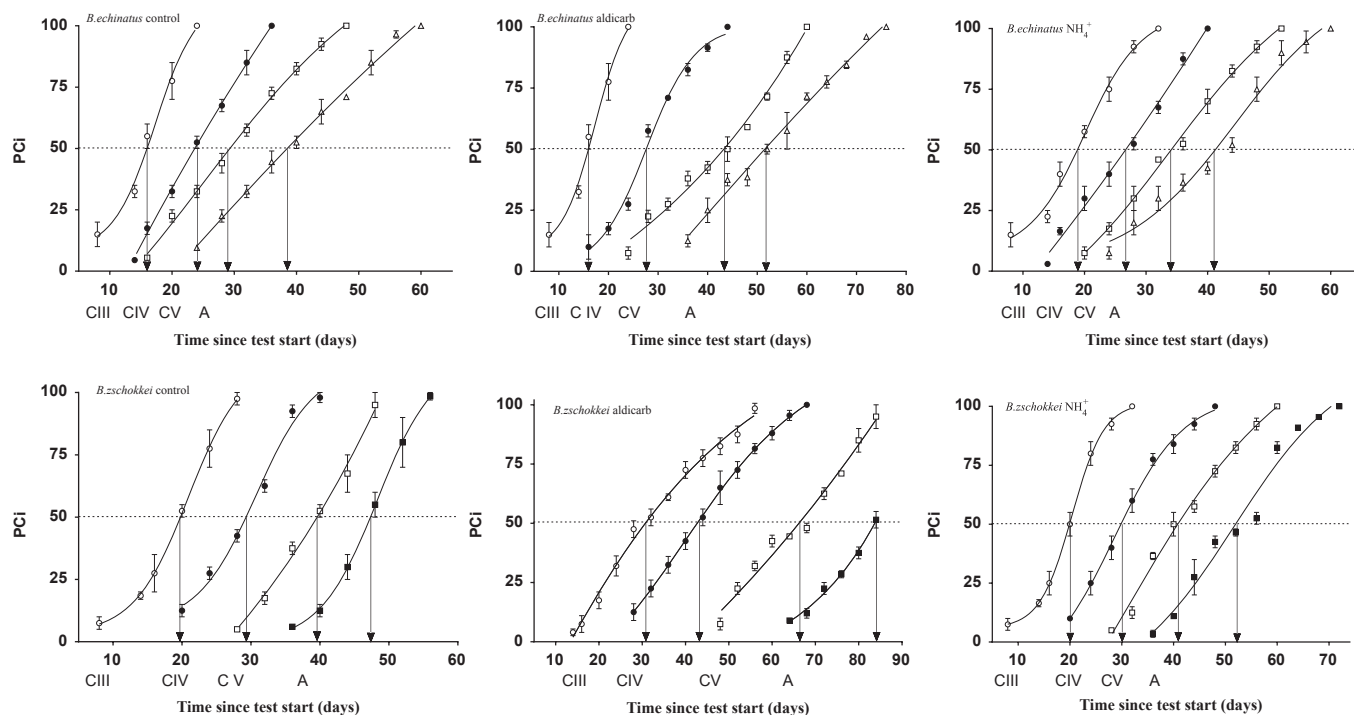 B.echinatus control
PCi
100
75
50
25
0
10 20 30 40 50 60
CIII CIV CV A
Time since test start (days)
B.echinatus aldicarb
PCi
100
75
50
25
0
10 20 30 40 50 60 70 80
CIII C IV CV A
Time since test start (days)
B.echinatus NH4+
PCi
100
75
50
25
0
10 20 30 40 50 60
CIII CIV CV A
Time since test start (days)
B.zschokkei control
PCi
100
75
50
25
0
10 20 30 40 50 60
CIII CIV C V A
Time since test start (days)
B.zschokkei aldicarb
PCi
100
75
50
25
0
10 20 30 40 50 60 70 80 90
CIII CIV CV A
Time since test start (days)
B.zschokkei NH4+
PCi
100
75
50
25
0
10 20 30 40 50 60 70
CIII CIV CV A
Time since test start (days)